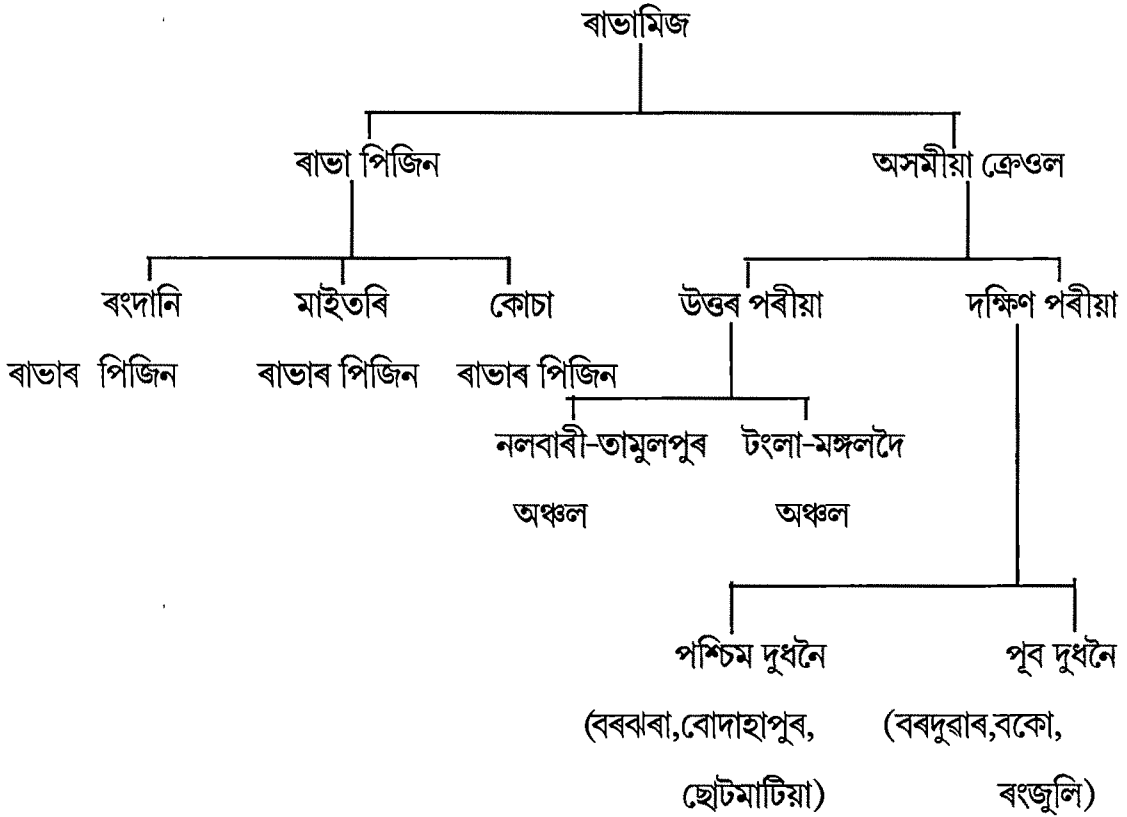 ৰাভামিজ
ৰাভা পিজিন অসমীয়া ক্ৰেওল
ৰংদানি মাইতৰি কোচা উত্তৰ পৰীয়া দক্ষিণ পৰীয়া
ৰাভাৰ পিজিন ৰাভাৰ পিজিন ৰাভাৰ পিজিন
নলবাৰী-তামুলপুৰ টংলা-মঙ্গলদৈ
অঞ্চল অঞ্চল
পশ্চিম দুধনৈ পূব দুধনৈ
(বৰঝৰা,বোদাহাপুৰ, (বৰদুৱাৰ,বকো,
ছোটমাটিয়া) ৰংজুলি)